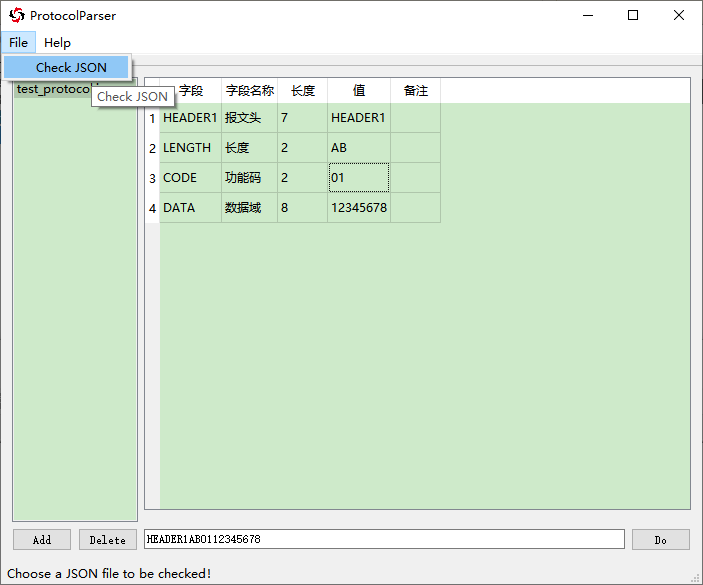 ProtocolParser
File Help
Check JSON
test_protoco
Check JSON
字段 字段名称 长度 值 备注
1 HEADER1 报文头 7 HEADER1
2 LENGTH 长度 2 AB
3 CODE 功能码 2 01
4 DATA 数据域 8 12345678
Add Delete HEADER1AB0112345678 Do
Choose a JSON file to be checked!